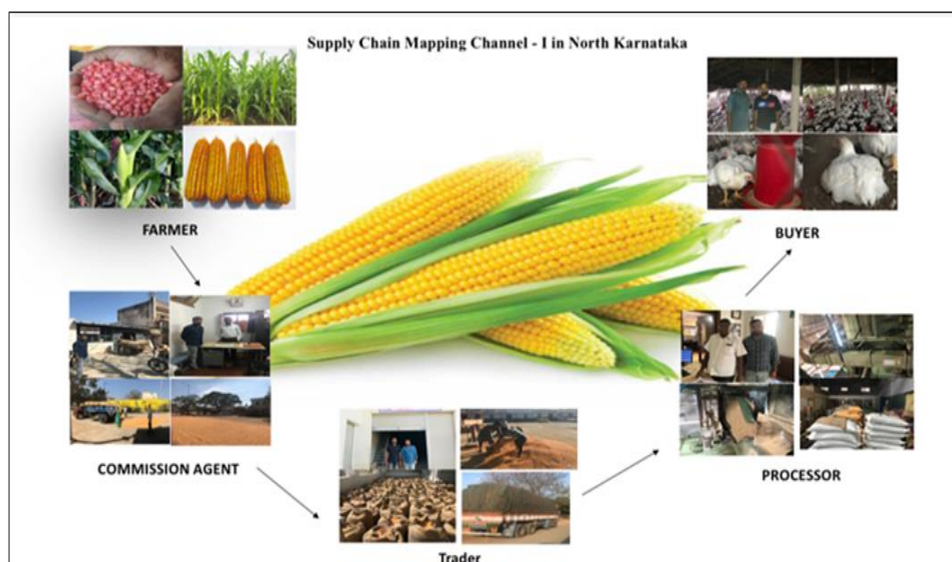 Supply Chain Mapping Channel - I in North Karnataka
FARMER
BUYER
COMMISSION AGENT
PROCESSOR
Trader